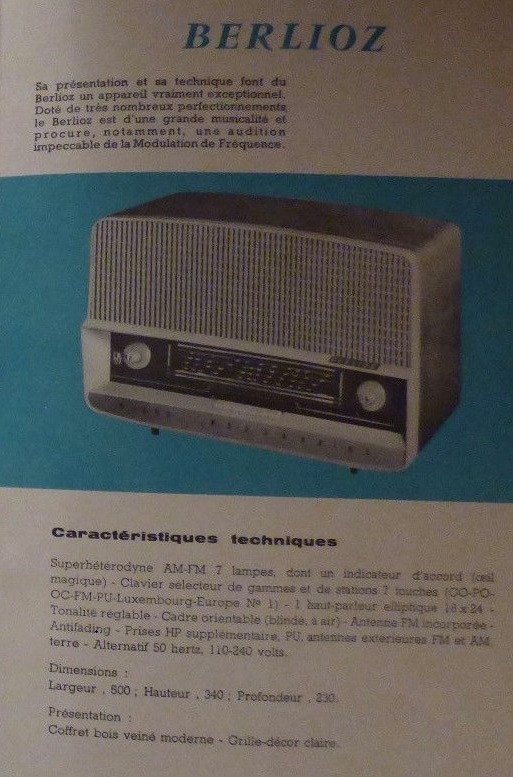 BERLIOZ
Sa présentation et sa technique font du
Berlioz un appareil vraiment exceptionnel.
Doté de très nombreux perfectionnements
le Berlioz est d'une grande musicalité et
procure, notamment, une audition
impeccable de la Modulation de Fréquence.
Caractéristiques techniques
Superhétérodyne AM-FM 7 lampes, dont un indicateur d'accord (œil
magique) - Clavier sélecteur de gammes et de stations 7 touches (GO-PO-
OC-FM-PU-Luxembourg-Europe Nº 1) - 1 haut-parleur elliptique 16 x 24 -
Tonalité réglable - Cadre orientable (blindé, à air) - Antenne FM incorporée -
Antifading - Prises HP supplémentaire, PU, antennes extérieures FM et AM,
terre - Alternatif 50 hertz, 110-240 volts.
Dimensions :
Largeur , 500 ; Hauteur , 340 ; Profondeur , 230.
Présentation :
Coffret bois veiné moderne - Grille-décor claire.